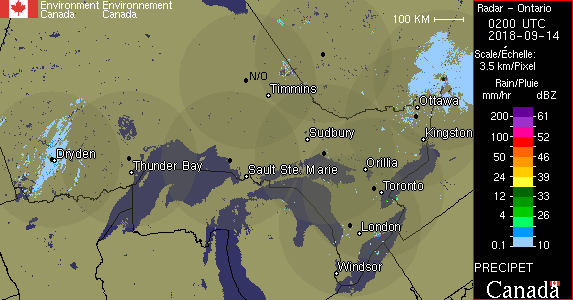 Environment Environnement
Canada Canada
100 KM
N/O
Timmins
Ottawa
Sudbury
Kingston
Dryden
Thunder Bay
Sault Ste. Marie
Orillia
Toronto
London
Windsor
Radar - Ontario
0200 UTC
2018-09-14
Scale/Échelle:
3.5 km/Pixel
Rain/Pluie
mm/hr dBZ
200 61
100 52
50 46
24 39
12 33
4 26
0.1 10
PRECIPET
Canada